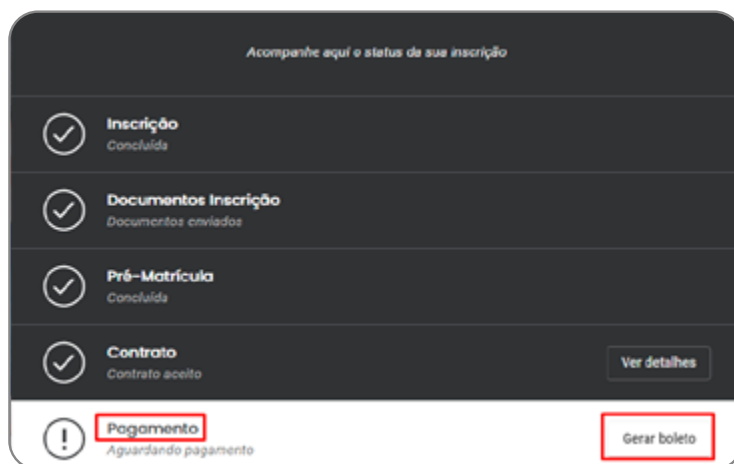 Acompanhe aqui o status da sua inscrição
Inscrição
Concluída
Documentos Inscrição
Documentos enviados
Pré-Matrícula
Concluída
Contrato
Contrato aceito
Ver detalhes
Pagamento
Aguardando pagamento
Gerar boleto